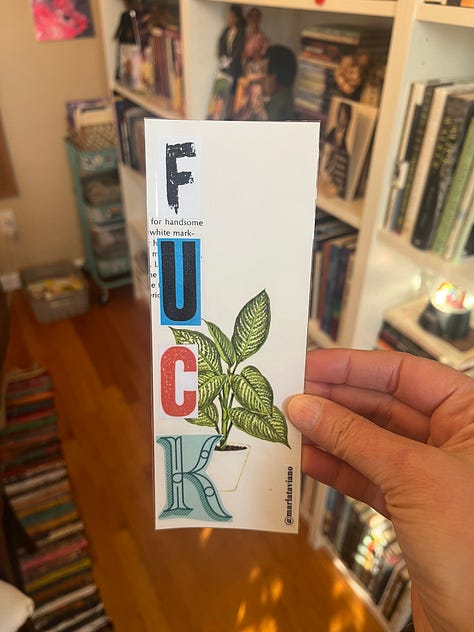 F
for handsome
white mark-
U
C
K
@mariataviano